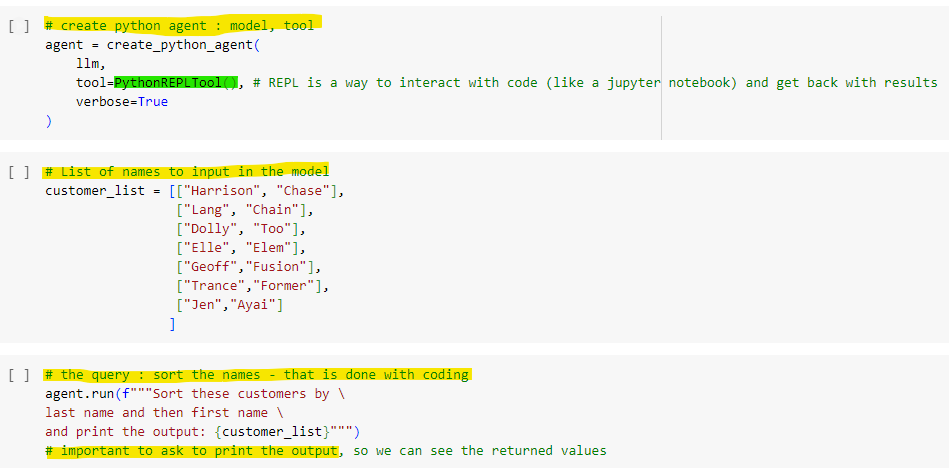 [ ] # create python agent : model, tool
agent = create_python_agent(
llm,
tool=PythonREPLTool(), # REPL is a way to interact with code (like a jupyter notebook) and get back with results
verbose=True
)
[ ] # List of names to input in the model
customer_list = [["Harrison", "Chase"],
["Lang", "Chain"],
["Dolly", "Too"],
["Elle", "Elem"],
["Geoff","Fusion"],
["Trance","Former"],
["Jen","Ayai"]
]
[ ] # the query : sort the names - that is done with coding
agent.run(f"""Sort these customers by \
last name and then first name \
and print the output: {customer_list}""")
# important to ask to print the output, so we can see the returned values